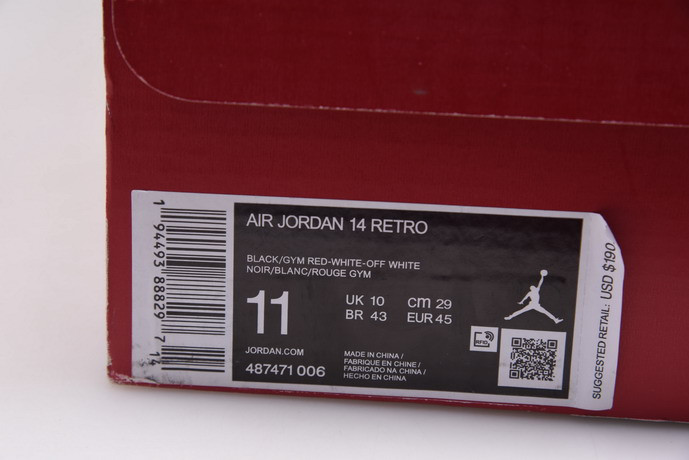 1 94493 88829 7 14
AIR JORDAN 14 RETRO
BLACK/GYM RED-WHITE-OFF WHITE
NOIR/BLANC/ROUGE GYM
11
UK 10 cm 29
BR 43 EUR 45
JORDAN.COM
487471 006
MADE IN CHINA /
FABRIQUE EN CHINE /
FABRICADO NA CHINA /
HECHO EN CHINA
RFID
SUGGESTED RETAIL: USD $190